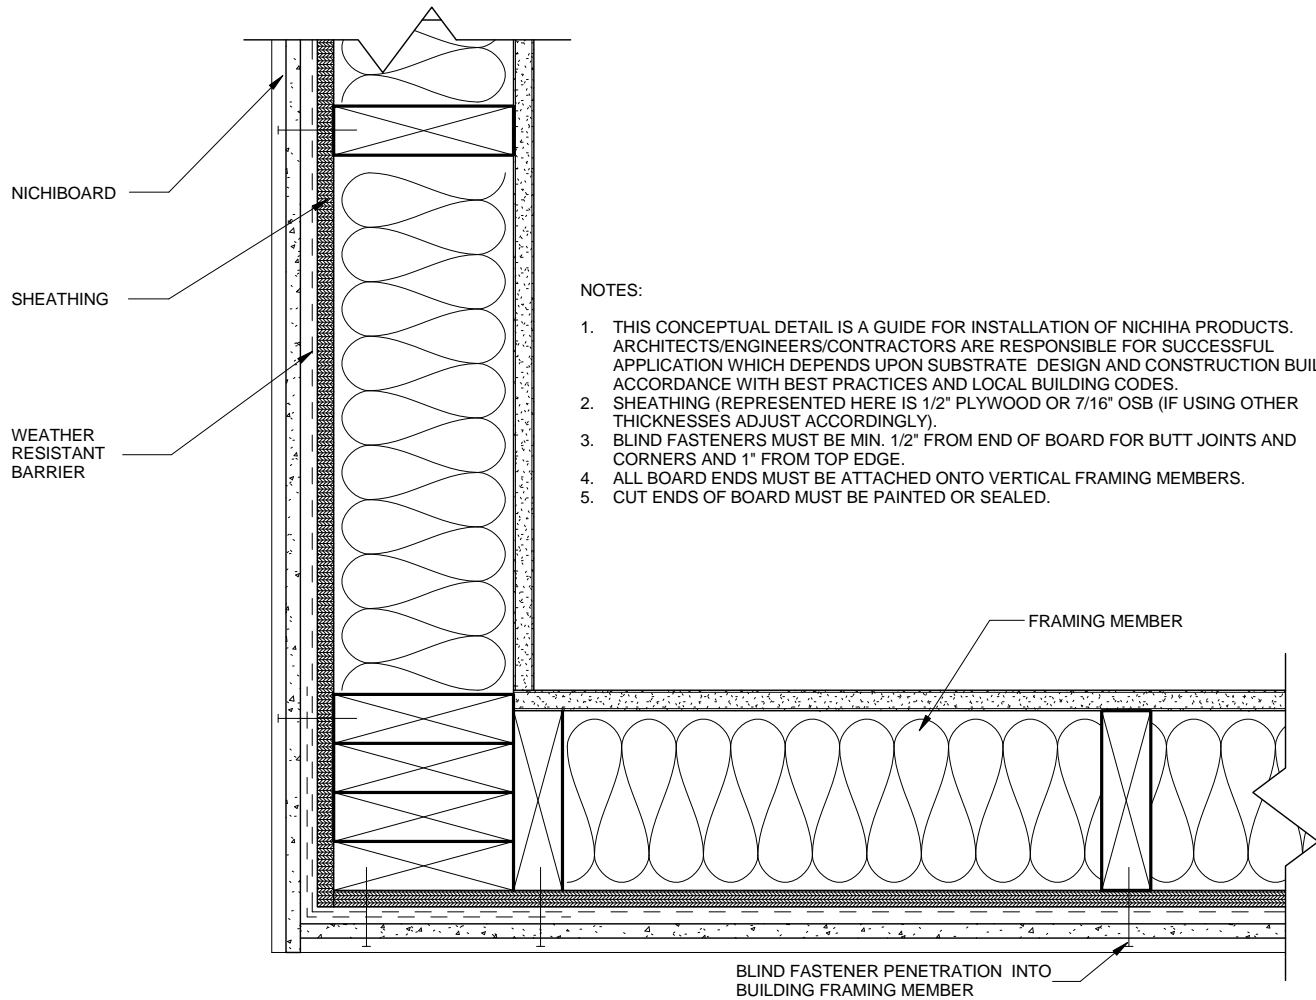 NICHIBOARD
SHEATHING
WEATHER
RESISTANT
BARRIER
NOTES:
1. THIS CONCEPTUAL DETAIL IS A GUIDE FOR INSTALLATION OF NICHIHA PRODUCTS.
ARCHITECTS/ENGINEERS/CONTRACTORS ARE RESPONSIBLE FOR SUCCESSFUL
APPLICATION WHICH DEPENDS UPON SUBSTRATE DESIGN AND CONSTRUCTION
ACCORDANCE WITH BEST PRACTICES AND LOCAL BUILDING CODES.
2. SHEATHING (REPRESENTED HERE IS 1/2" PLYWOOD OR 7/16" OSB (IF USING OTHER
THICKNESSES ADJUST ACCORDINGLY).
3. BLIND FASTENERS MUST BE MIN. 1/2" FROM END OF BOARD FOR BUTT JOINTS AND
CORNERS AND 1" FROM TOP EDGE.
4. ALL BOARD ENDS MUST BE ATTACHED ONTO VERTICAL FRAMING MEMBERS.
5. CUT ENDS OF BOARD MUST BE PAINTED OR SEALED.
FRAMING MEMBER
BLIND FASTENER PENETRATION INTO
BUILDING FRAMING MEMBER